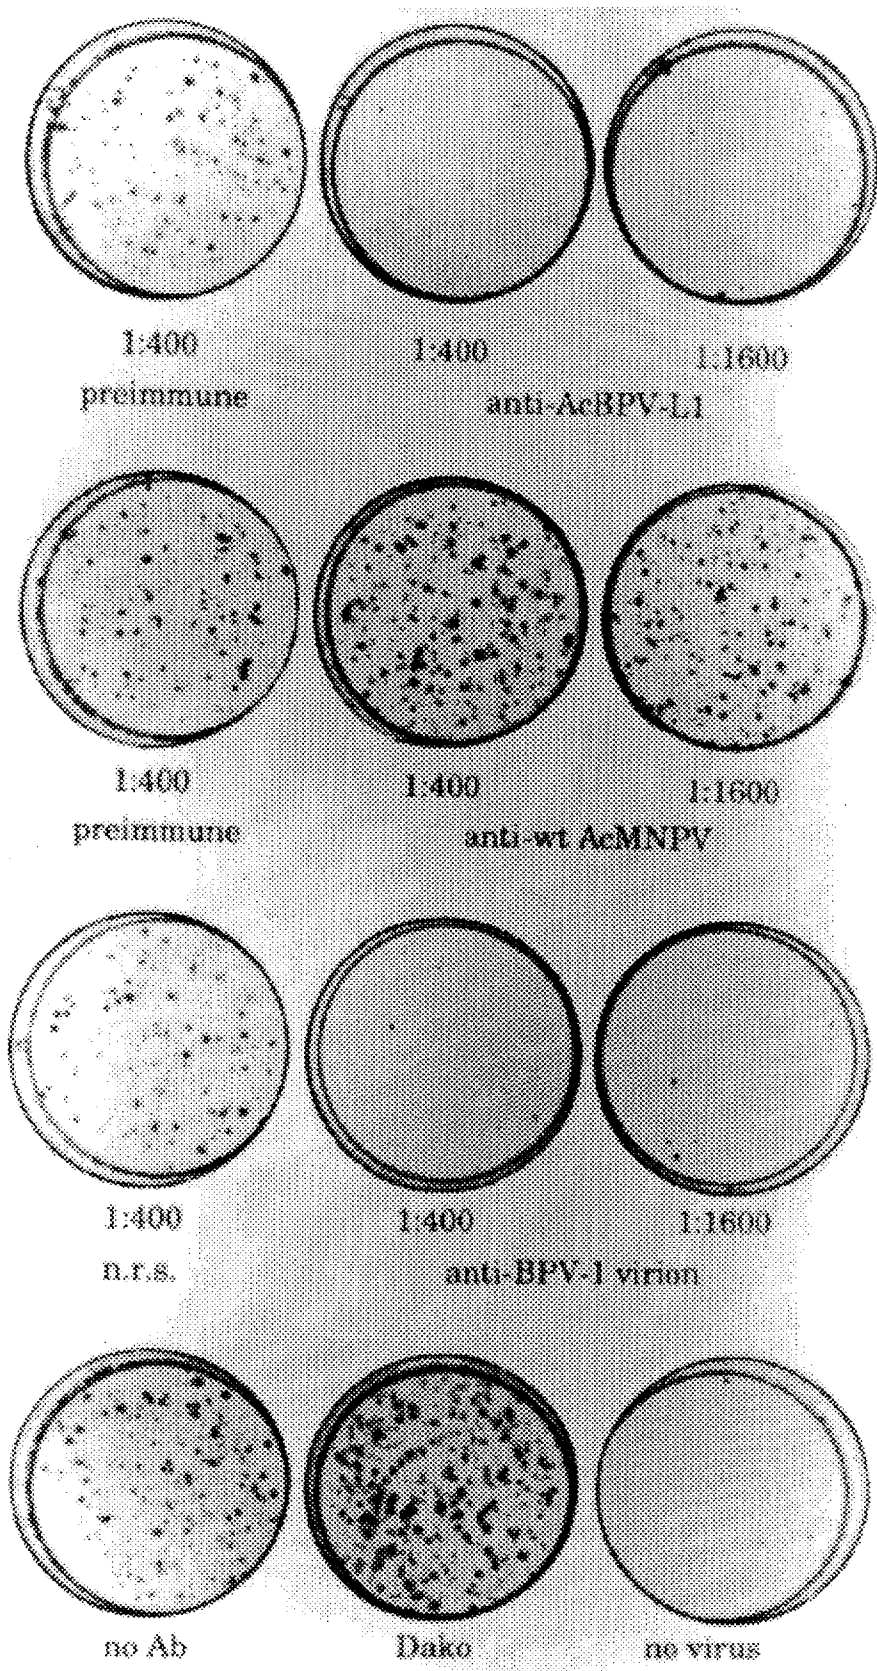 1:400 1:400 1:1600
preimmune anti-AcBPV-L1
1:400 1:400 1:1600
preimmune anti-wt AcMNPV
1:400 1:400 1:1600
n.r.s. anti-BPV-1 virion
no Ab Dako no virus